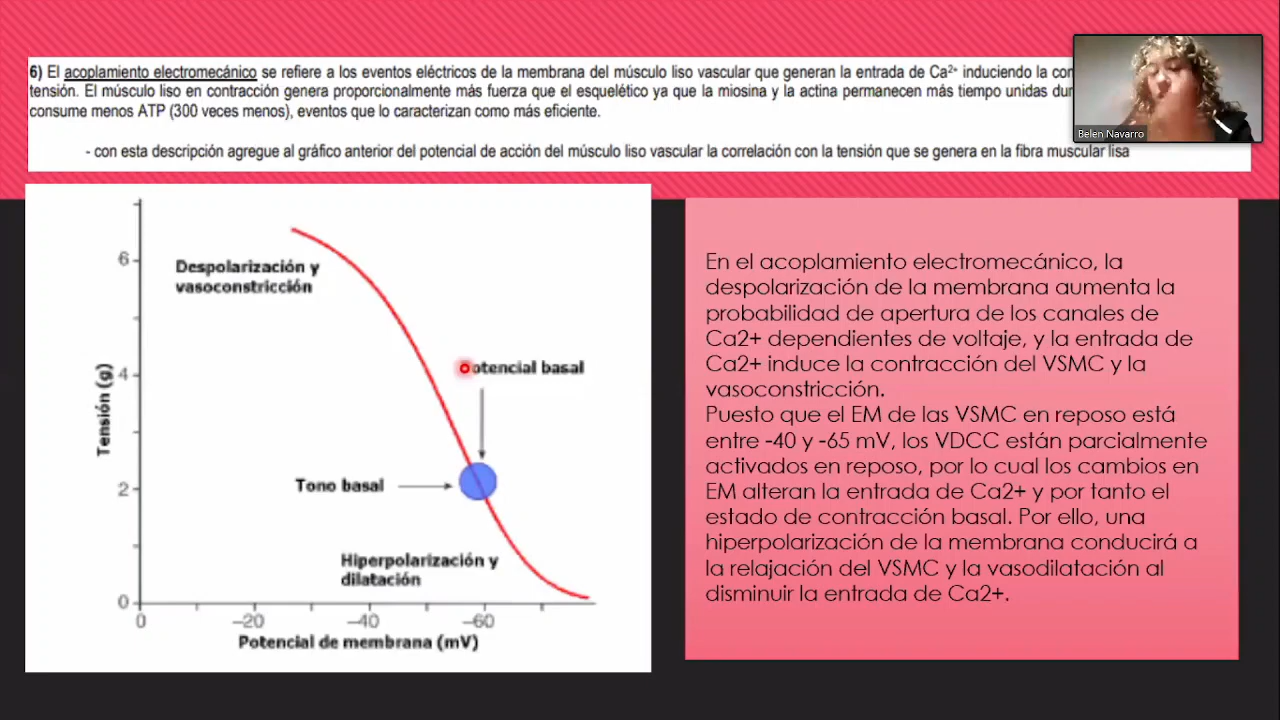 6) El acoplamiento electromecánico se refiere a los eventos eléctricos de la membrana del músculo liso vascular que generan la entrada de Ca²⁺ induciendo la
tensión. El músculo liso en contracción genera proporcionalmente más fuerza que el esquelético ya que la miosina y la actina permanecen más tiempo unidas
consume menos ATP (300 veces menos), eventos que lo caracterizan como más eficiente.
- con esta descripción agregue al gráfico anterior del potencial de acción del músculo liso vascular la correlación con la tensión que se genera en la fibra muscular lisa
Belen Navarro
6
4
2
0
Tensión (g)
Despolarización y
vasoconstricción
otencial basal
Tono basal
Hiperpolarización y
dilatación
0 –20 –40 –60
Potencial de membrana (mV)
En el acoplamiento electromecánico, la
despolarización de la membrana aumenta la
probabilidad de apertura de los canales de
Ca2+ dependientes de voltaje, y la entrada de
Ca2+ induce la contracción del VSMC y la
vasoconstricción.
Puesto que el EM de las VSMC en reposo está
entre -40 y -65 mV, los VDCC están parcialmente
activados en reposo, por lo cual los cambios en
EM alteran la entrada de Ca2+ y por tanto el
estado de contracción basal. Por ello, una
hiperpolarización de la membrana conducirá a
la relajación del VSMC y la vasodilatación al
disminuir la entrada de Ca2+.